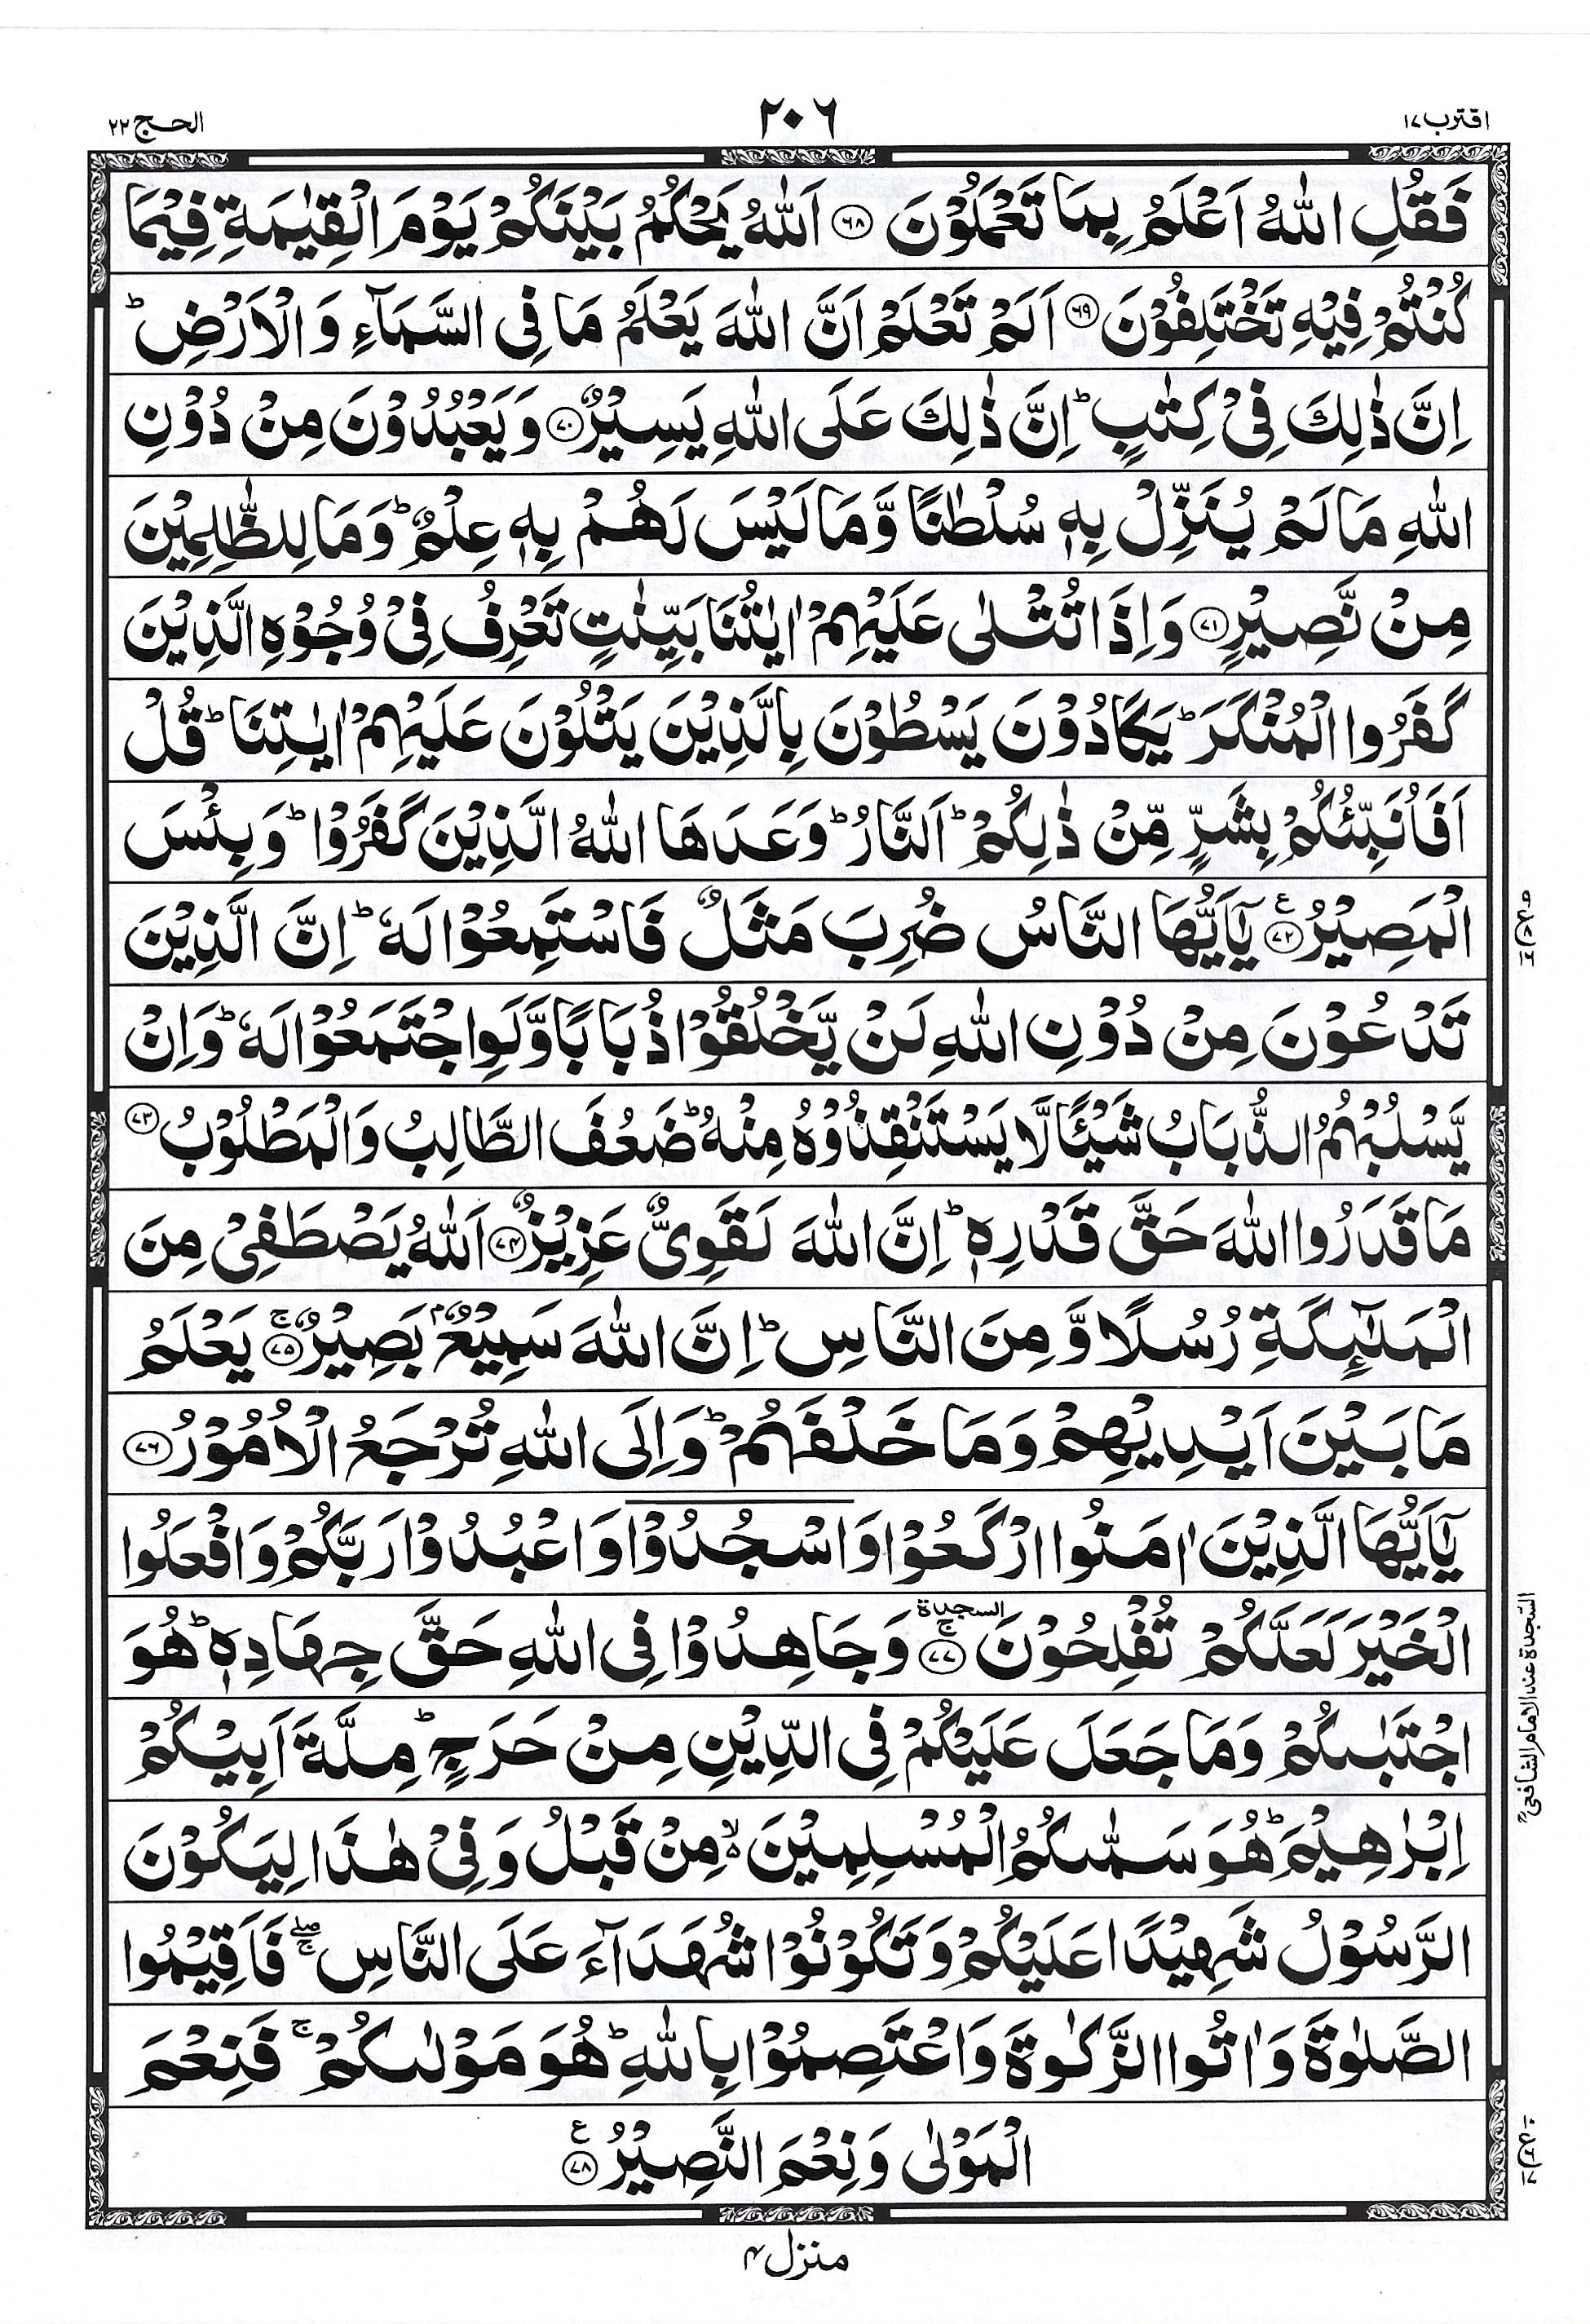 اقترب ١٧
٢٠٦
الحج ٢٢
فَقُلِ اللّٰهُ اَعْلَمُ بِمَا تَعْمَلُوْنَ ﴿٦٨﴾ اَللّٰهُ يَحْكُمُ بَيْنَكُمْ يَوْمَ الْقِيٰمَةِ فِيْمَا
كُنْتُمْ فِيْهِ تَخْتَلِفُوْنَ ﴿٦٩﴾ اَلَمْ تَعْلَمْ اَنَّ اللّٰهَ يَعْلَمُ مَا فِى السَّمَآءِ وَ الْاَرْضِ ؕ
اِنَّ ذٰلِكَ فِىْ كِتٰبٍ ؕ اِنَّ ذٰلِكَ عَلَى اللّٰهِ يَسِيْرٌ ﴿٧٠﴾ وَ يَعْبُدُوْنَ مِنْ دُوْنِ
اللّٰهِ مَا لَمْ يُنَزِّلْ بِهٖ سُلْطٰنًا وَّ مَا لَيْسَ لَهُمْ بِهٖ عِلْمٌ ؕ وَ مَا لِلظّٰلِمِيْنَ
مِنْ نَّصِيْرٍ ﴿٧١﴾ وَ اِذَا تُتْلٰى عَلَيْهِمْ اٰيٰتُنَا بَيِّنٰتٍ تَعْرِفُ فِىْ وُجُوْهِ الَّذِيْنَ
كَفَرُوا الْمُنْكَرَ ؕ يَكَادُوْنَ يَسْطُوْنَ بِالَّذِيْنَ يَتْلُوْنَ عَلَيْهِمْ اٰيٰتِنَا ؕ قُلْ
اَفَاُنَبِّئُكُمْ بِشَرٍّ مِّنْ ذٰلِكُمْ ؕ اَلنَّارُ ؕ وَعَدَهَا اللّٰهُ الَّذِيْنَ كَفَرُوْا ؕ وَ بِئْسَ
الْمَصِيْرُ ﴿٧٢﴾ ع يٰۤاَيُّهَا النَّاسُ ضُرِبَ مَثَلٌ فَاسْتَمِعُوْا لَهٗ ؕ اِنَّ الَّذِيْنَ
تَدْعُوْنَ مِنْ دُوْنِ اللّٰهِ لَنْ يَّخْلُقُوْا ذُبَابًا وَّ لَوِ اجْتَمَعُوْا لَهٗ ؕ وَ اِنْ
يَّسْلُبْهُمُ الذُّبَابُ شَيْـًٔا لَّا يَسْتَنْقِذُوْهُ مِنْهُ ؕ ضَعُفَ الطَّالِبُ وَ الْمَطْلُوْبُ ﴿٧٣﴾
مَا قَدَرُوا اللّٰهَ حَقَّ قَدْرِهٖ ؕ اِنَّ اللّٰهَ لَقَوِىٌّ عَزِيْزٌ ﴿٧٤﴾ اَللّٰهُ يَصْطَفِىْ مِنَ
الْمَلٰٓئِكَةِ رُسُلًا وَّ مِنَ النَّاسِ ؕ اِنَّ اللّٰهَ سَمِيْعٌۢ بَصِيْرٌ ۚ﴿٧٥﴾ يَعْلَمُ
مَا بَيْنَ اَيْدِيْهِمْ وَ مَا خَلْفَهُمْ ؕ وَ اِلَى اللّٰهِ تُرْجَعُ الْاُمُوْرُ ﴿٧٦﴾
يٰۤاَيُّهَا الَّذِيْنَ اٰمَنُوا ارْكَعُوْا وَ اسْجُدُوْا وَ اعْبُدُوْا رَبَّكُمْ وَ افْعَلُوا
الْخَيْرَ لَعَلَّكُمْ تُفْلِحُوْنَ ۚ﴿٧٧﴾ السجدة وَ جَاهِدُوْا فِى اللّٰهِ حَقَّ جِهَادِهٖ ؕ هُوَ
اجْتَبٰىكُمْ وَ مَا جَعَلَ عَلَيْكُمْ فِى الدِّيْنِ مِنْ حَرَجٍ ؕ مِلَّةَ اَبِيْكُمْ
اِبْرٰهِيْمَ ؕ هُوَ سَمّٰىكُمُ الْمُسْلِمِيْنَ ۙ۬ مِنْ قَبْلُ وَ فِىْ هٰذَا لِيَكُوْنَ
الرَّسُوْلُ شَهِيْدًا عَلَيْكُمْ وَ تَكُوْنُوْا شُهَدَآءَ عَلَى النَّاسِ ۖۚ فَاَقِيْمُوا
الصَّلٰوةَ وَ اٰتُوا الزَّكٰوةَ وَ اعْتَصِمُوْا بِاللّٰهِ ؕ هُوَ مَوْلٰىكُمْ ۚ فَنِعْمَ
الْمَوْلٰى وَ نِعْمَ النَّصِيْرُ ﴿٧٨﴾ ع
السّجدة عند الامام الشافعيؒ
منزل ۴